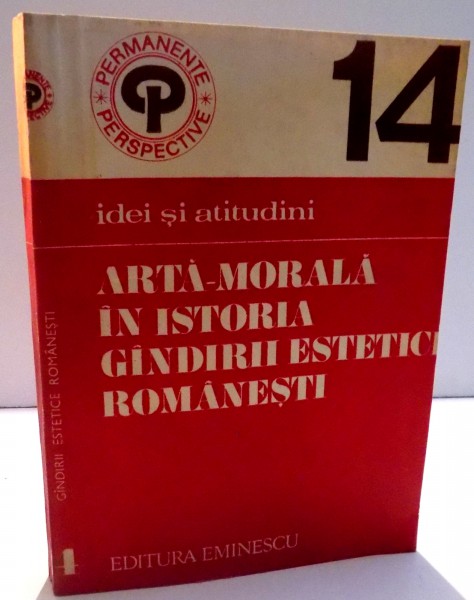 PERMANENTE
PERSPECTIVE
14
idei și atitudini
ARTĂ-MORALĂ
ÎN ISTORIA
GÎNDIRII ESTETICE
ROMÂNEȘTI
EDITURA EMINESCU
GÎNDIRII ESTETICE ROMÂNEȘTI